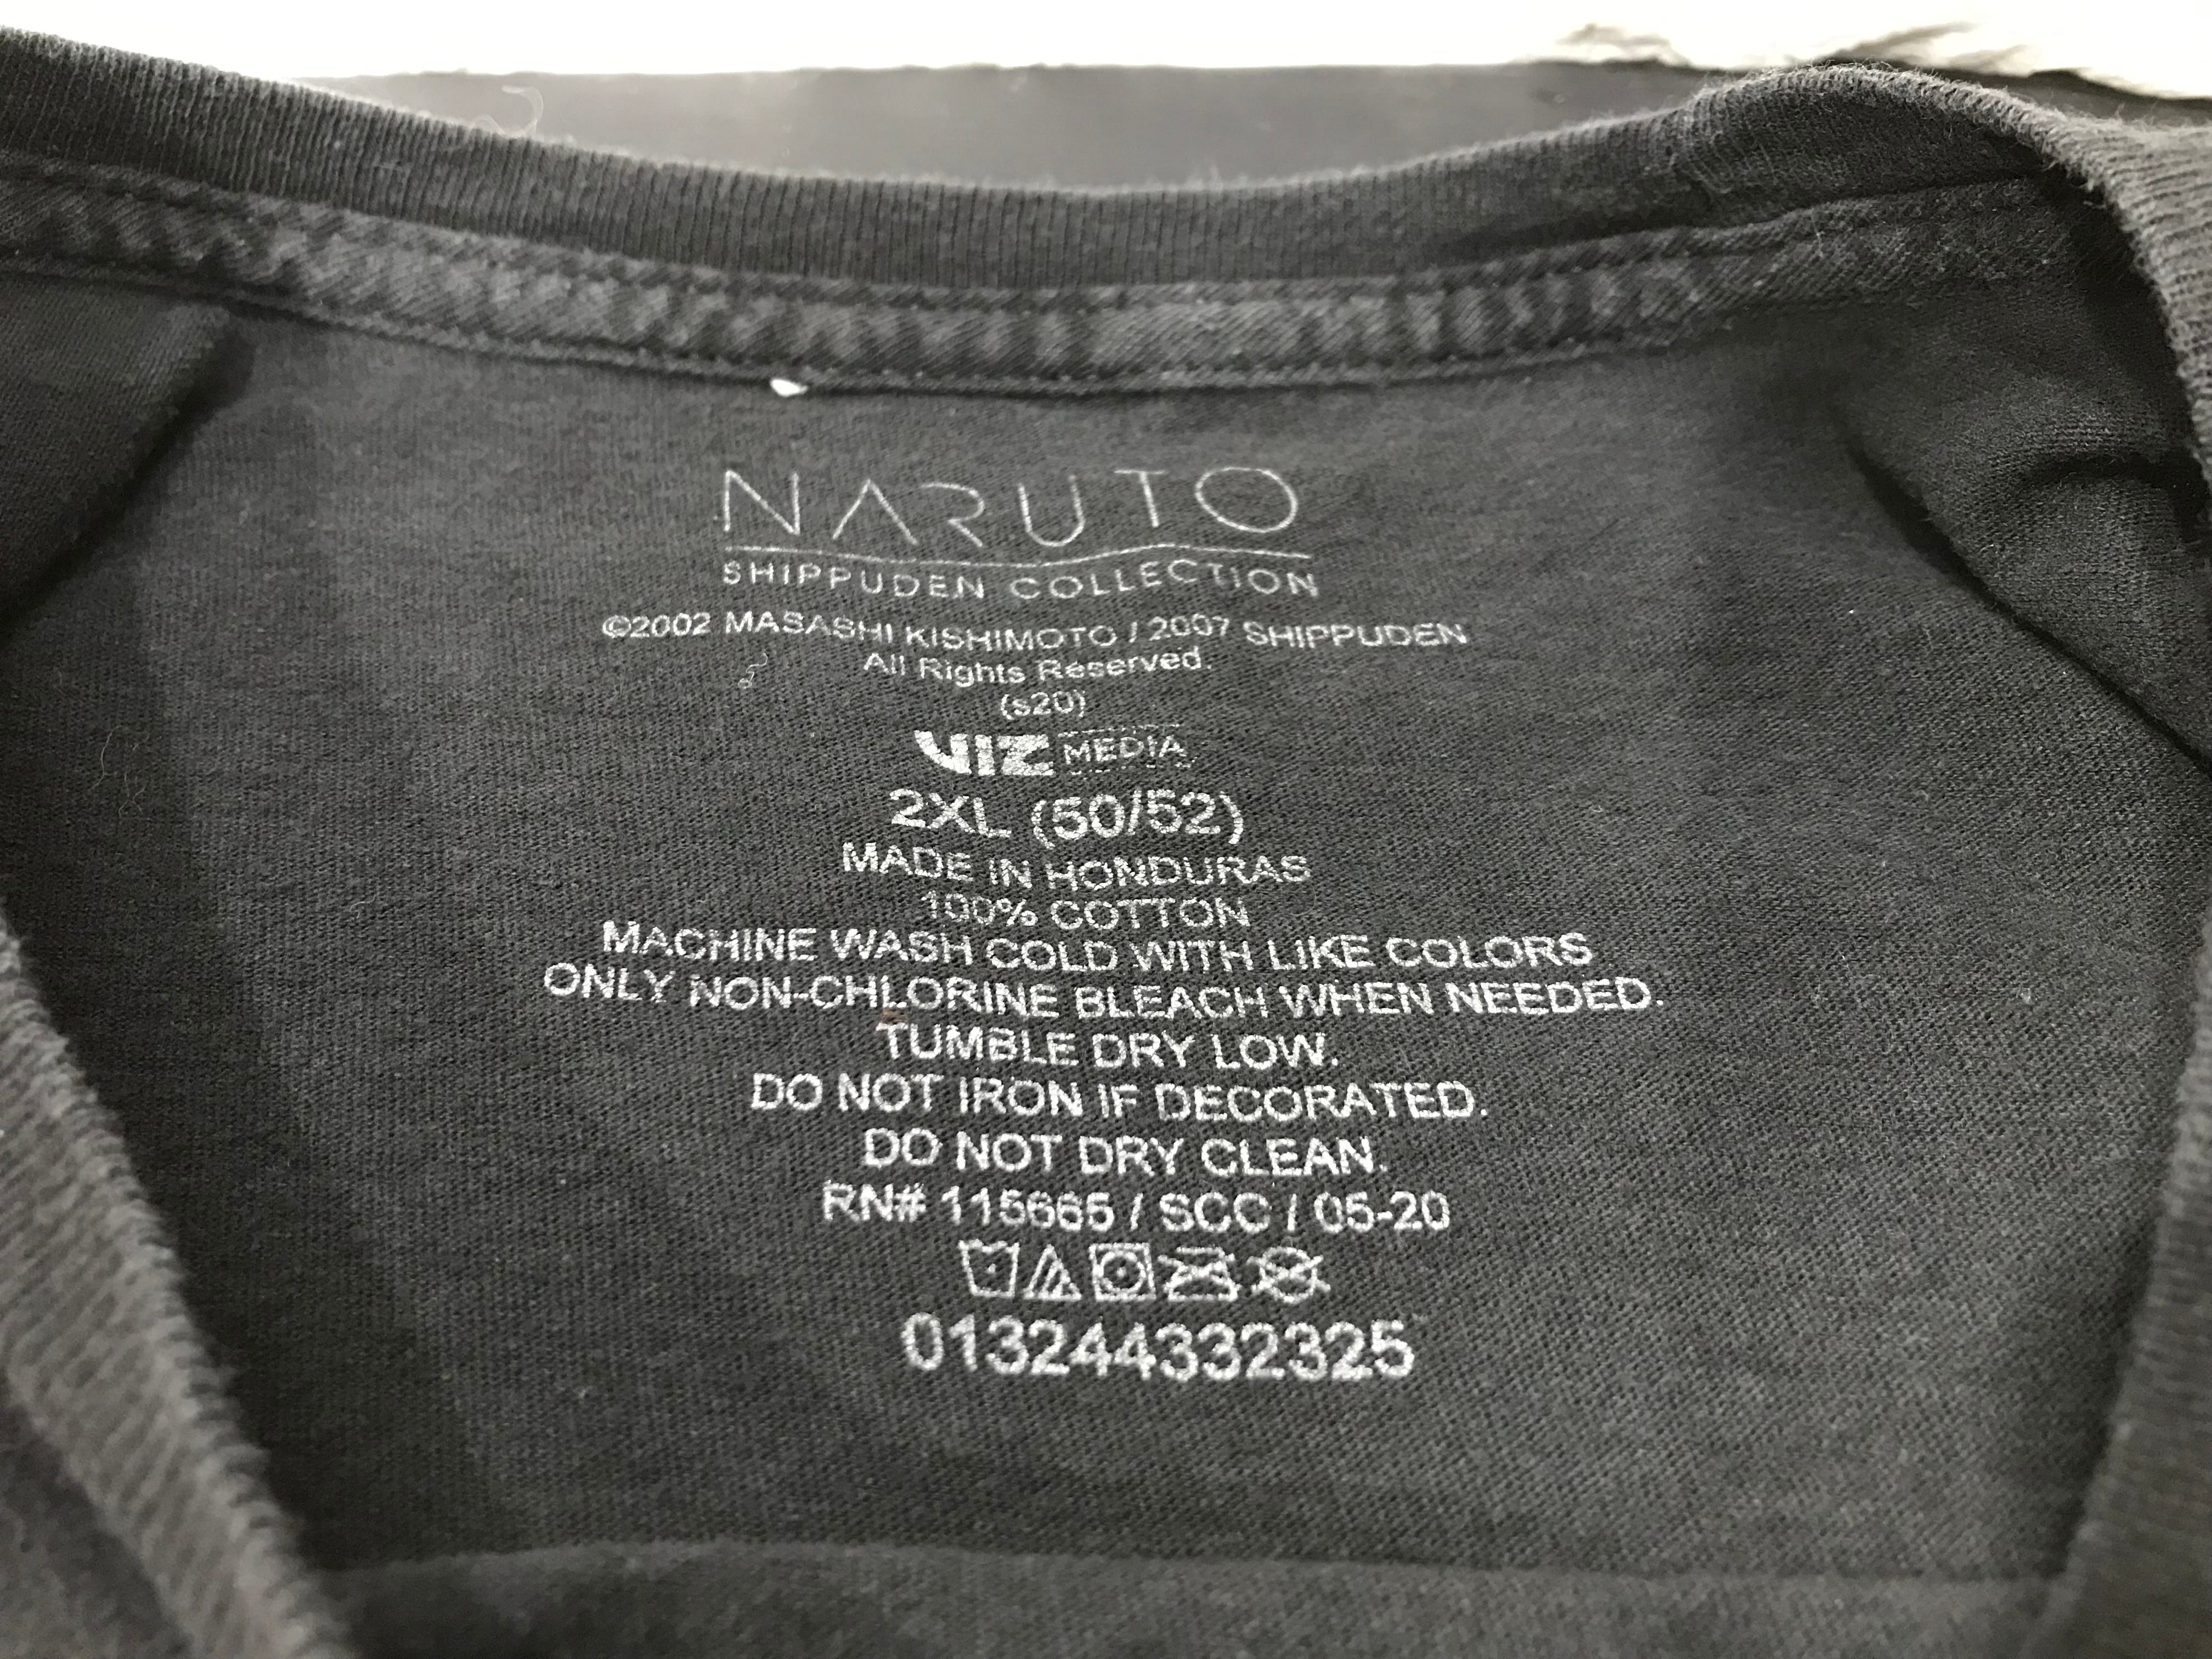 NARUTO
SHIPPUDEN COLLECTION
©2002 MASASHI KISHIMOTO / 2007 SHIPPUDEN
All Rights Reserved.
(s20)
VIZ MEDIA
2XL (50/52)
MADE IN HONDURAS
100% COTTON
MACHINE WASH COLD WITH LIKE COLORS
ONLY NON-CHLORINE BLEACH WHEN NEEDED.
TUMBLE DRY LOW.
DO NOT IRON IF DECORATED.
DO NOT DRY CLEAN.
RN# 115665 / SCC / 05-20
013244332325